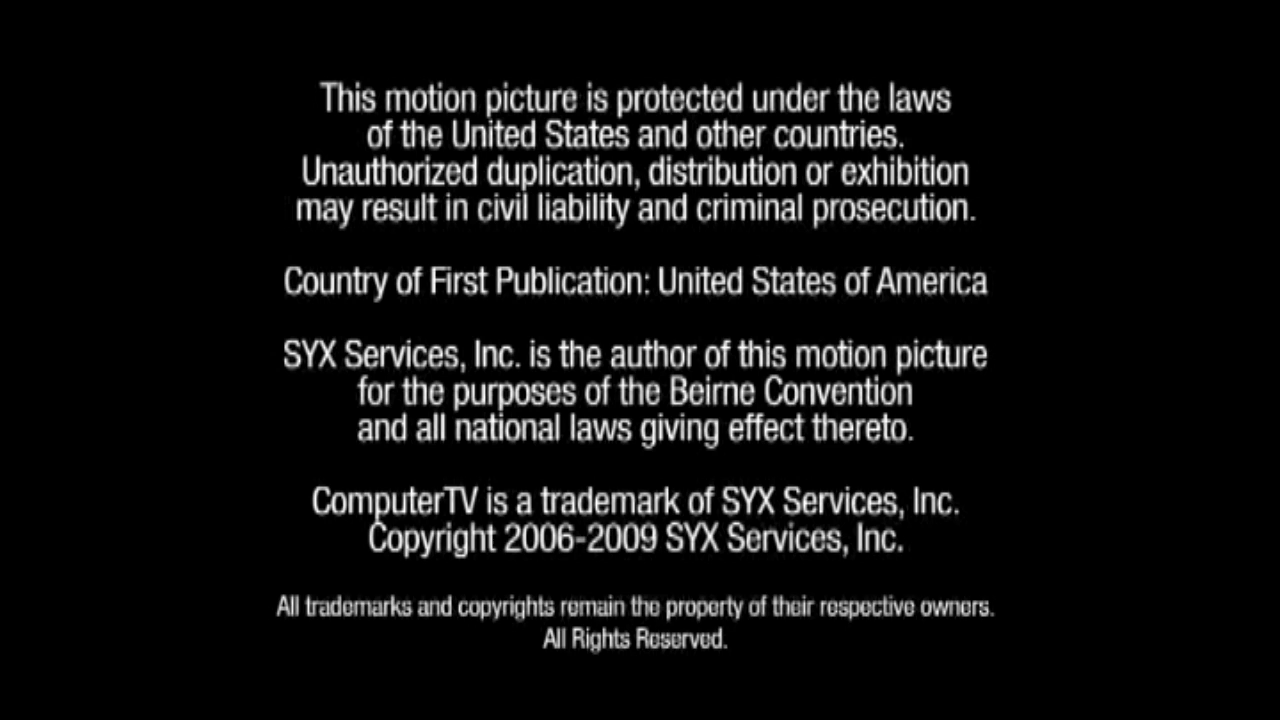 This motion picture is protected under the laws
of the United States and other countries.
Unauthorized duplication, distribution or exhibition
may result in civil liability and criminal prosecution.
Country of First Publication: United States of America
SYX Services, Inc. is the author of this motion picture
for the purposes of the Beirne Convention
and all national laws giving effect thereto.
ComputerTV is a trademark of SYX Services, Inc.
Copyright 2006-2009 SYX Services, Inc.
All trademarks and copyrights remain the property of their respective owners.
All Rights Reserved.